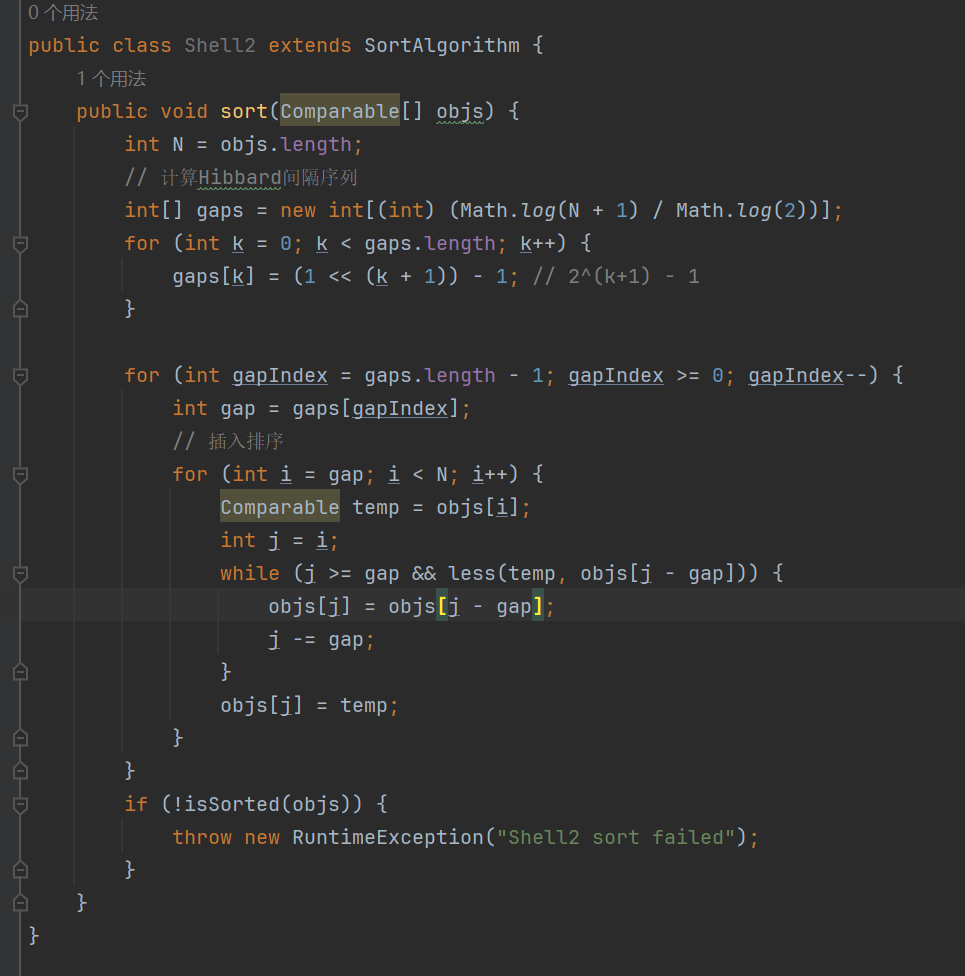 0 个用法
public class Shell2 extends SortAlgorithm {
1 个用法
public void sort(Comparable[] objs) {
int N = objs.length;
// 计算Hibbard间隔序列
int[] gaps = new int[(int) (Math.log(N + 1) / Math.log(2))];
for (int k = 0; k < gaps.length; k++) {
gaps[k] = (1 << (k + 1)) - 1; // 2^(k+1) - 1
}
for (int gapIndex = gaps.length - 1; gapIndex >= 0; gapIndex--) {
int gap = gaps[gapIndex];
// 插入排序
for (int i = gap; i < N; i++) {
Comparable temp = objs[i];
int j = i;
while (j >= gap && less(temp, objs[j - gap])) {
objs[j] = objs[j - gap];
j -= gap;
}
objs[j] = temp;
}
}
if (!isSorted(objs)) {
throw new RuntimeException("Shell2 sort failed");
}
}
}